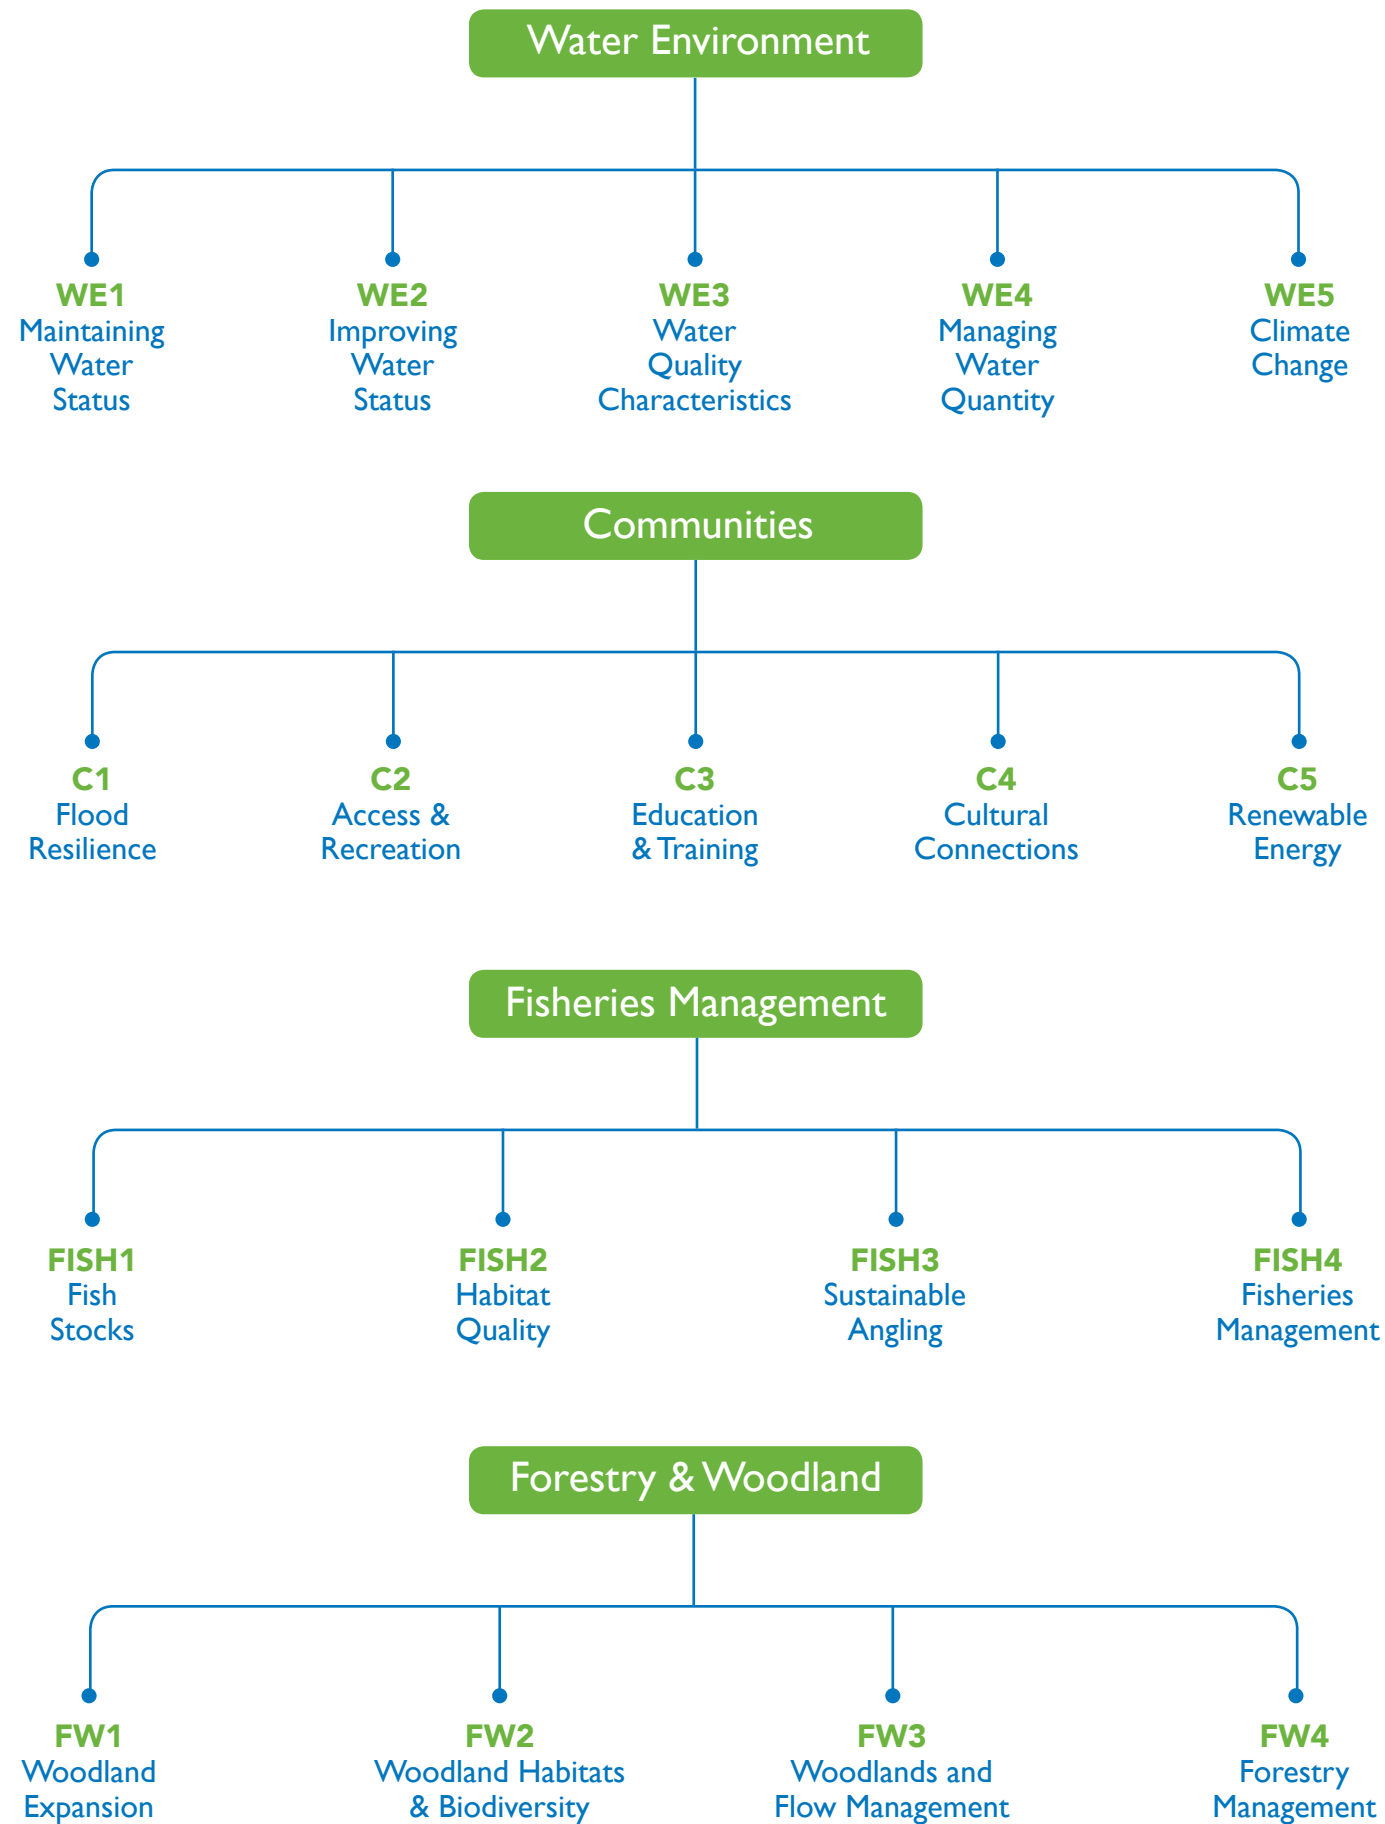 Water Environment
WE1
Maintaining
Water
Status
WE2
Improving
Water
Status
WE3
Water
Quality
Characteristics
WE4
Managing
Water
Quantity
WE5
Climate
Change
Communities
C1
Flood
Resilience
C2
Access &
Recreation
C3
Education
& Training
C4
Cultural
Connections
C5
Renewable
Energy
Fisheries Management
FISH1
Fish
Stocks
FISH2
Habitat
Quality
FISH3
Sustainable
Angling
FISH4
Fisheries
Management
Forestry & Woodland
FW1
Woodland
Expansion
FW2
Woodland Habitats
& Biodiversity
FW3
Woodlands and
Flow Management
FW4
Forestry
Management